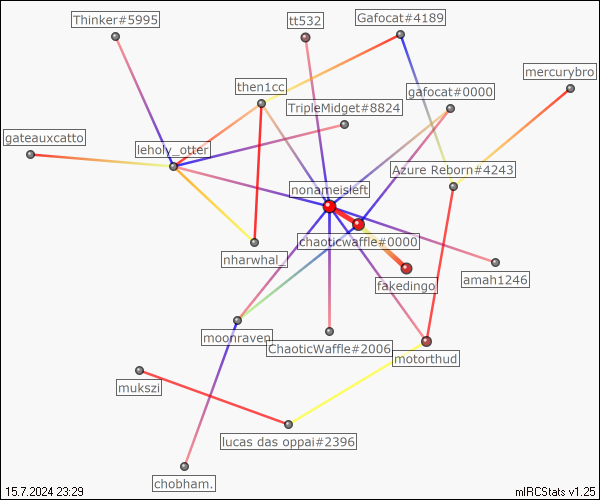 Thinker#5995
tt532
Gafocat#4189
mercurybro
then1cc
gafocat#0000
TripleMidget#8824
gateauxcatto
leholy_otter
Azure Reborn#4243
nonameisleft
chaoticwaffle#0000
nharwhal_
fakedingo
amah1246
moonraven
ChaoticWaffle#2006
motorthud
mukszi
lucas das oppai#2396
chobham.
15.7.2024 23:29
mIRCStats v1.25